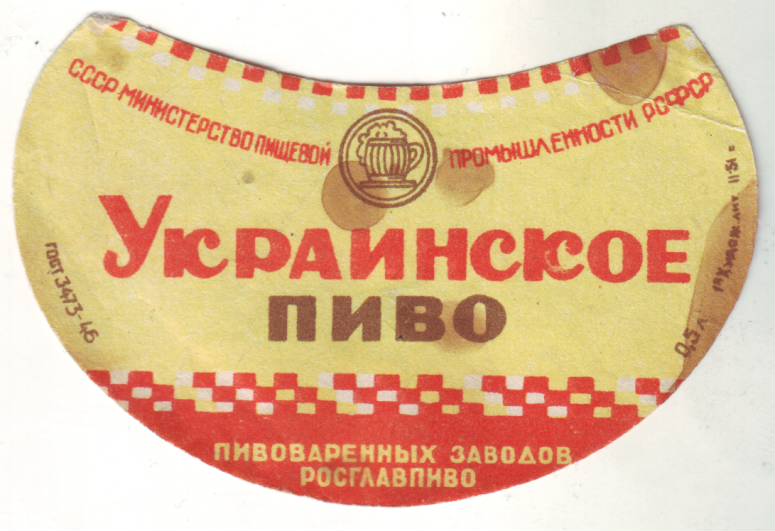 СССР МИНИСТЕРСТВО ПИЩЕВОЙ ПРОМЫШЛЕННОСТИ РСФСР
УКРАИНСКОЕ
ПИВО
ГОСТ 3473-46
0,5 л
ПИВОВАРЕННЫХ ЗАВОДОВ
РОСГЛАВПИВО